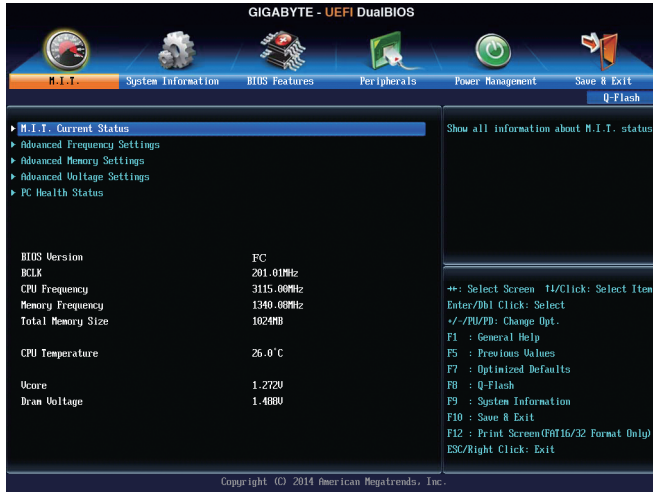 GIGABYTE - UEFI DualBIOS
M.I.T. System Information BIOS Features Peripherals Power Management Save & Exit
Q-Flash
M.I.T. Current Status
Advanced Frequency Settings
Advanced Memory Settings
Advanced Voltage Settings
PC Health Status
Show all information about M.I.T. status
BIOS Version FC
BCLK 201.01MHz
CPU Frequency 3115.00MHz
Memory Frequency 1340.08MHz
Total Memory Size 1024MB
CPU Temperature 26.0°C
Vcore 1.272V
Dram Voltage 1.488V
→←: Select Screen ↑↓/Click: Select Item
Enter/Dbl Click: Select
+/-/PU/PD: Change Opt.
F1 : General Help
F5 : Previous Values
F7 : Optimized Defaults
F8 : Q-Flash
F9 : System Information
F10 : Save & Exit
F12 : Print Screen(FAT16/32 Format Only)
ESC/Right Click: Exit
Copyright (C) 2014 American Megatrends, Inc.